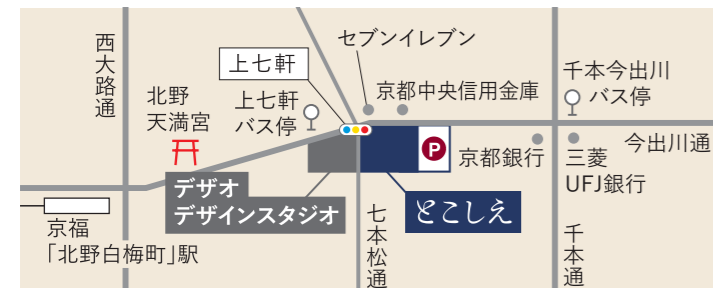 西大路通
北野
天満宮
上七軒
上七軒
バス停
セブンイレブン
京都中央信用金庫
千本今出川
バス停
P
京都銀行
三菱
UFJ銀行
今出川通
デザオ
デザインスタジオ
とこしえ
七本松通
千本通
京福
「北野白梅町」駅